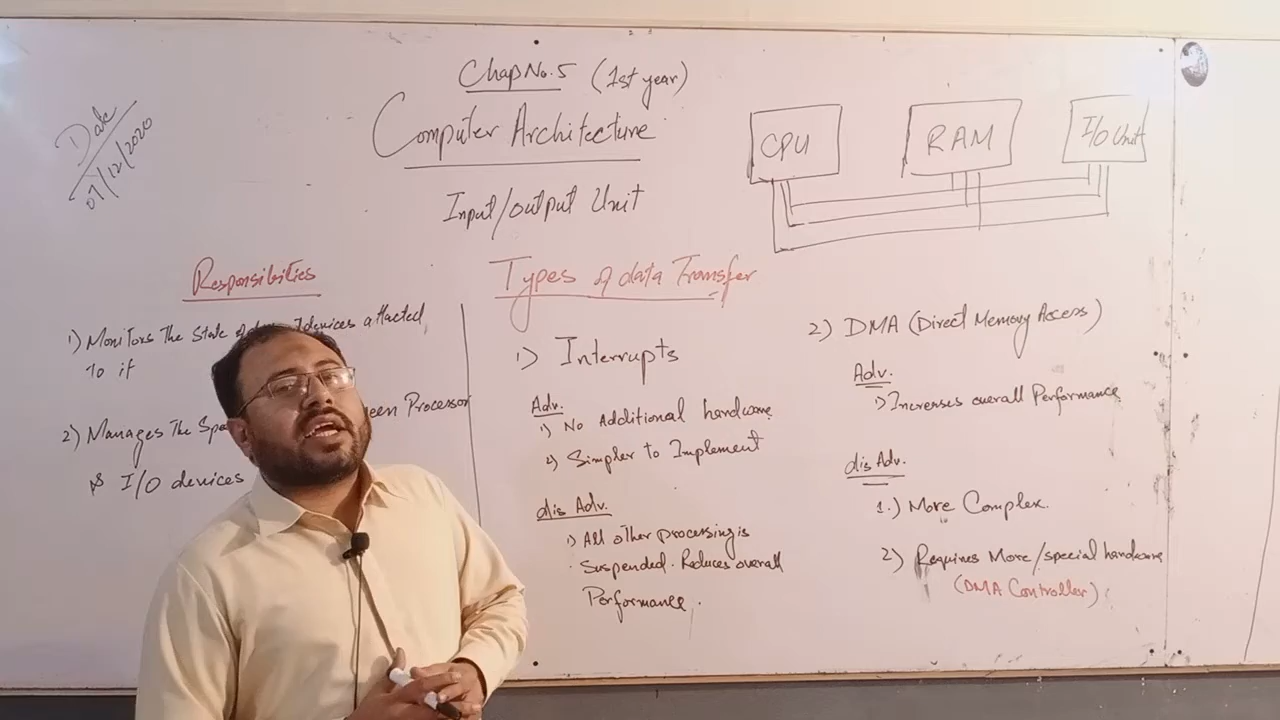 Date
07/12/2020
Chap No. 5 (1st year)
Computer Architecture
Input/output Unit
CPU
RAM
I/O Unit
Responsibities
1) Monitors The State devices attatched
To it
2) Manages The een Processor
& I/O devices
Types of data Transfer
1) Interrupts
Adv.
1) No Additional hardware
2) Simpler to Implement
dis Adv.
1) All other processing is
suspended. Reduces overall
Performance.
2) DMA (Direct Memory Access)
Adv.
1) Increases overall Performance
dis Adv.
1.) More Complex.
2) Requires More/special hardware
(DMA Controller)